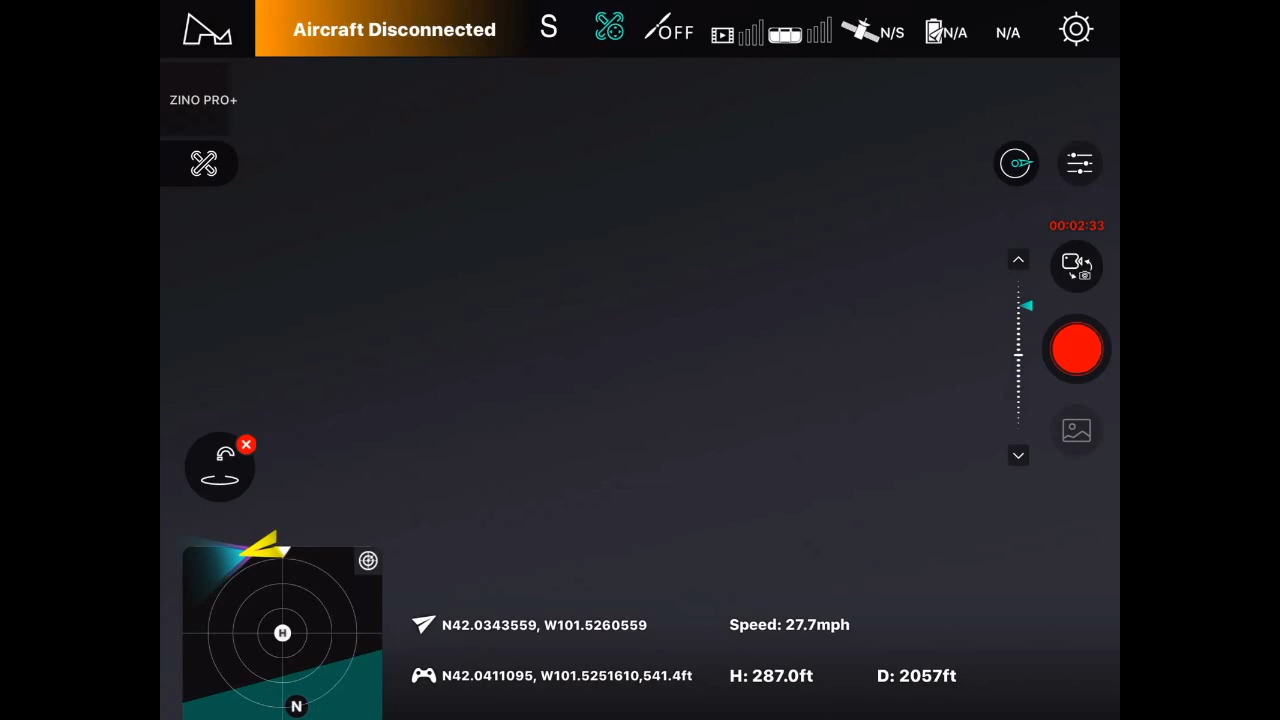 Aircraft Disconnected
S
OFF
N/S
N/A
N/A
ZINO PRO+
00:02:33
H
N
N42.0343559, W101.5260559
Speed: 27.7mph
N42.0411095, W101.5251610,541.4ft
H: 287.0ft
D: 2057ft